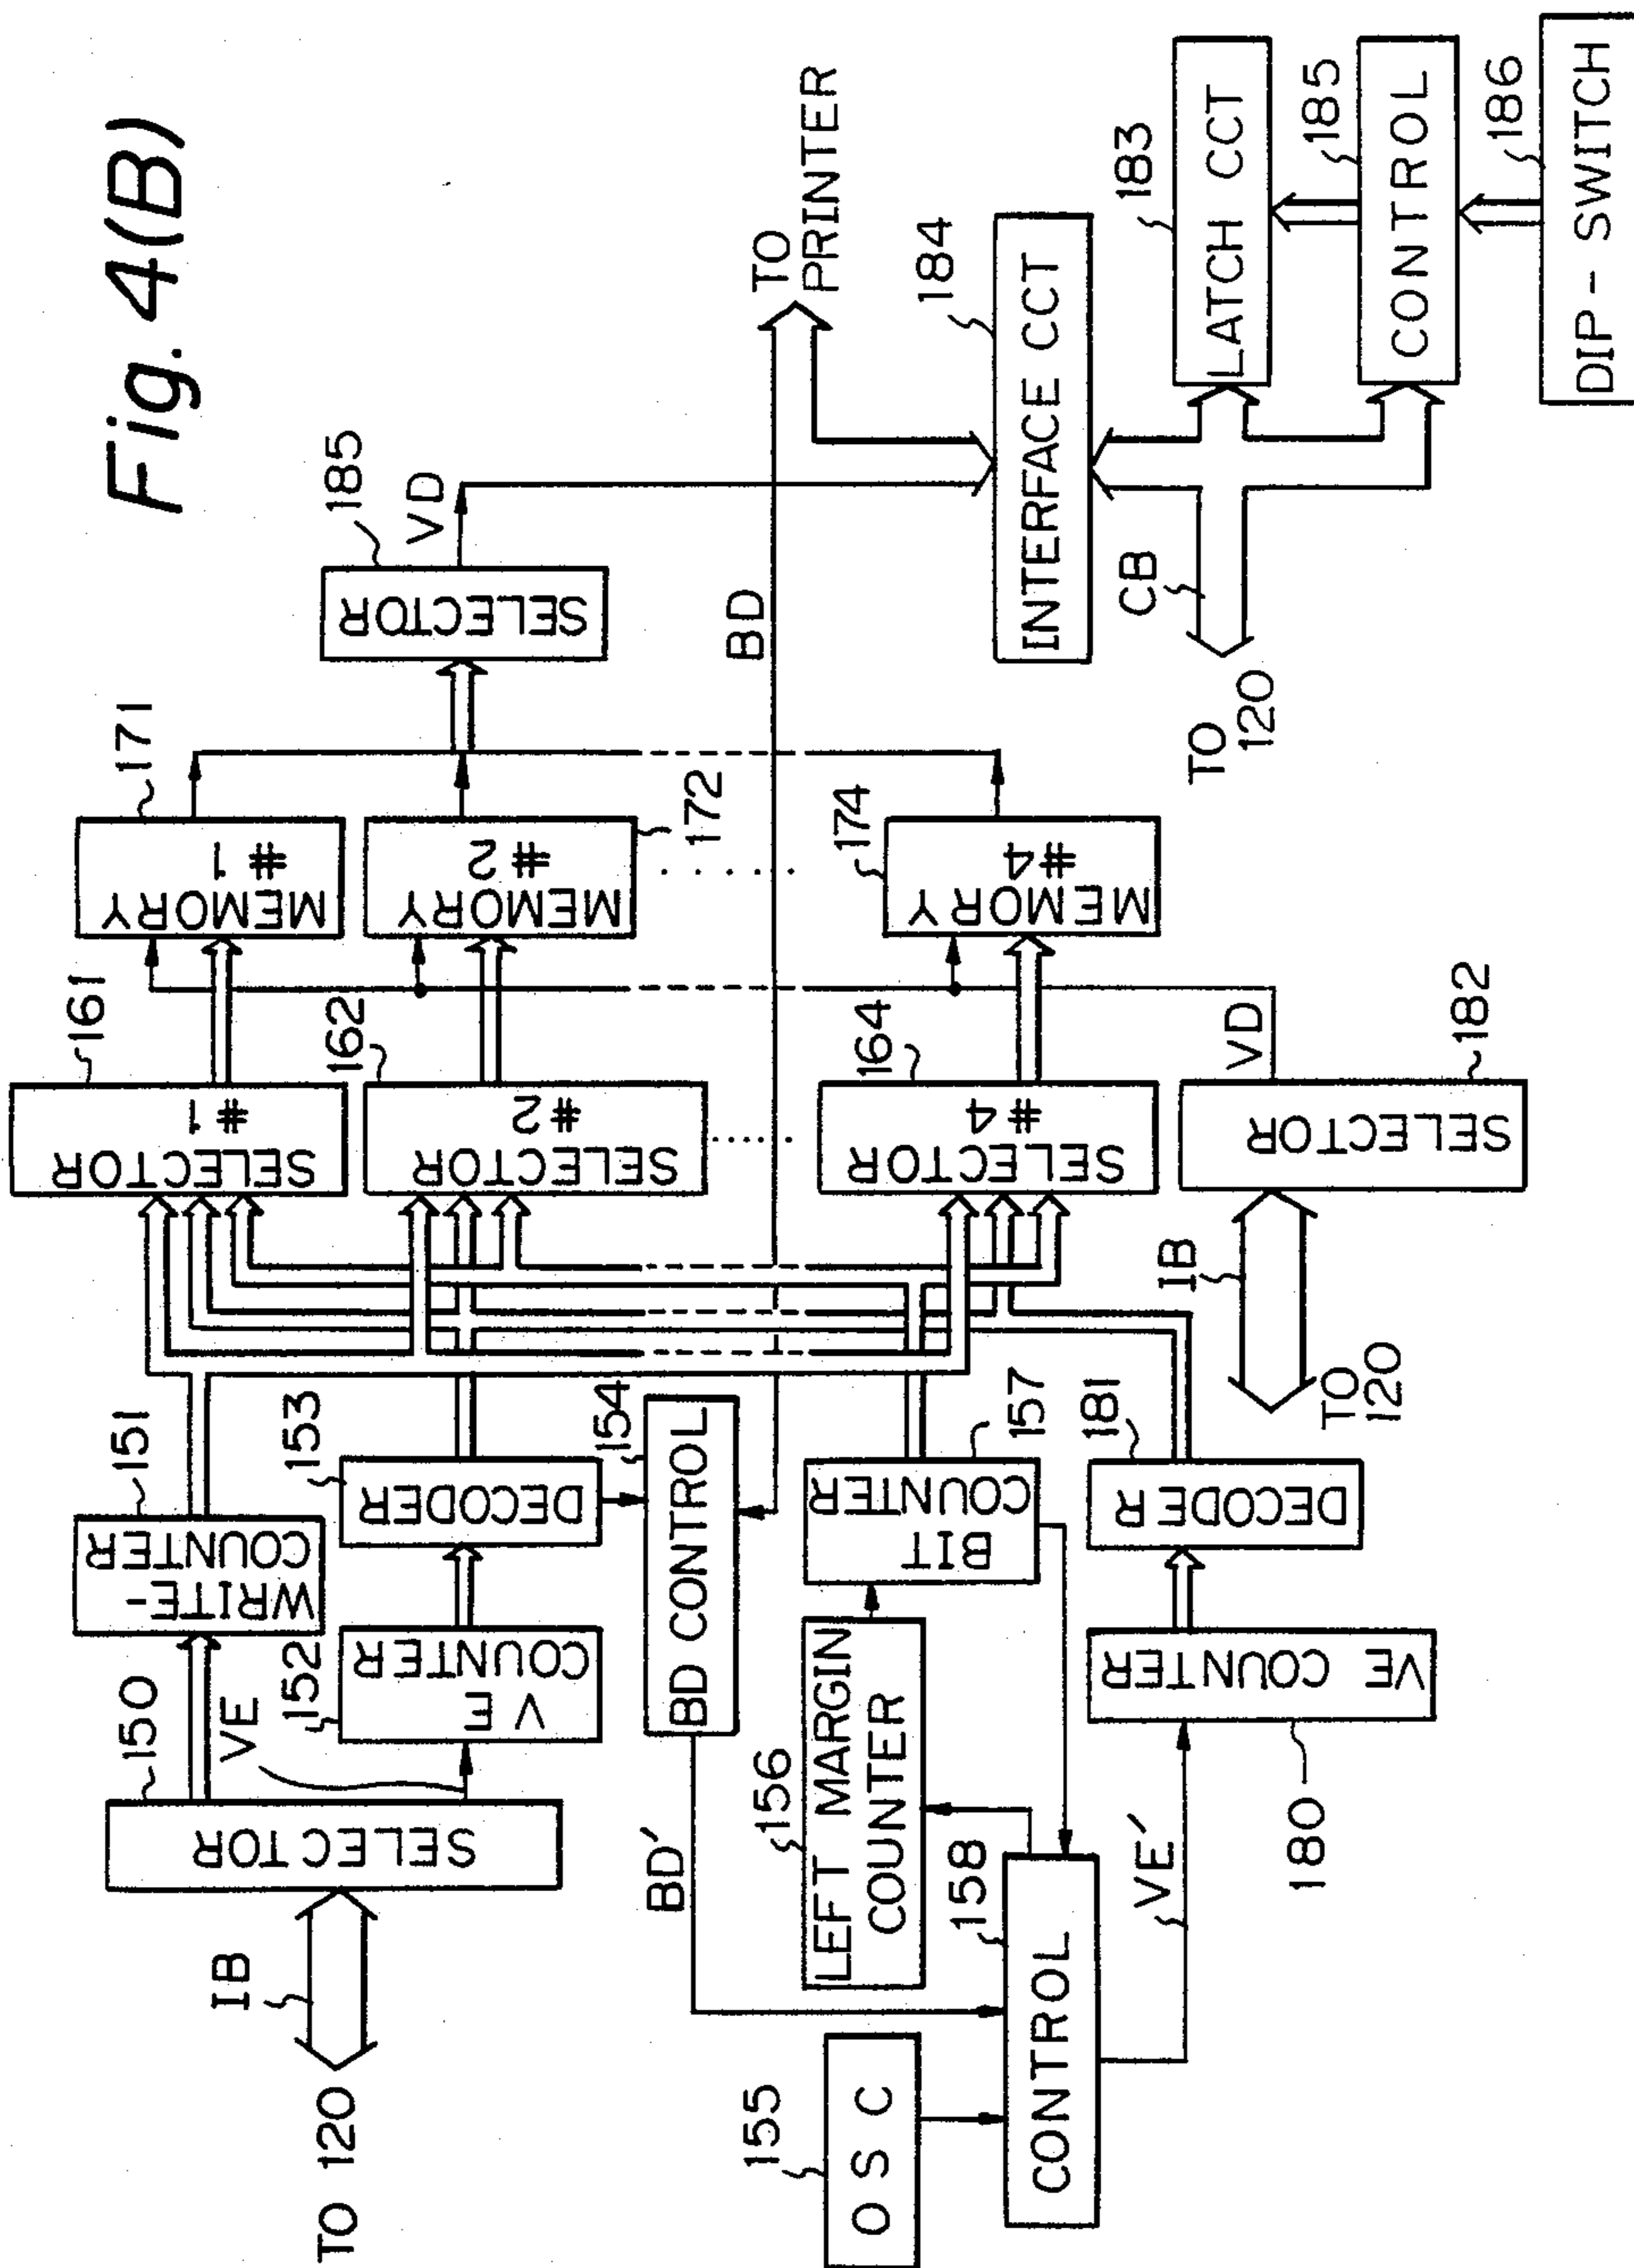 Fig. 4(B)
TO 120
IB
SELECTOR
150
VE
WRITE-
COUNTER
151
152
VE
COUNTER
153
DECODER
154
BD CONTROL
BD'
155
OSC
156
LEFT MARGIN
COUNTER
158
CONTROL
VE'
BIT
COUNTER
157
180
VE COUNTER
181
DECODER
SELECTOR
#1
161
SELECTOR
#2
162
SELECTOR
#4
164
TO
120
IB
SELECTOR
182
VD
MEMORY
#1
171
MEMORY
#2
172
MEMORY
#4
174
SELECTOR
185
VD
BD
TO
PRINTER
184
INTERFACE CCT
CB
TO
120
183
LATCH CCT
185
CONTROL
186
DIP-SWITCH